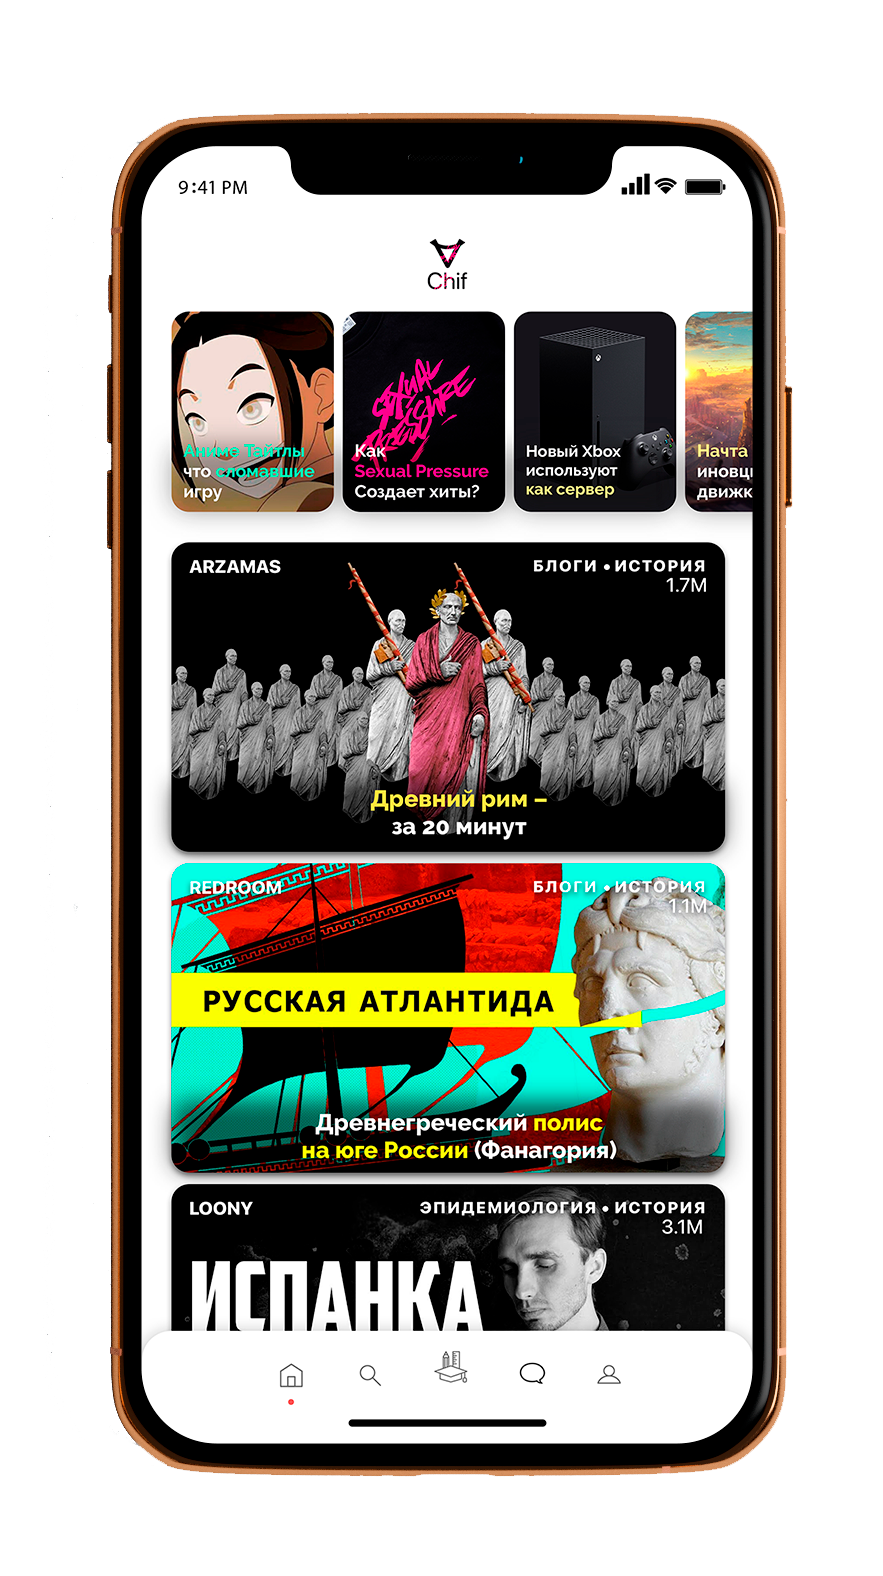 9:41 PM
Chif
Аниме Тайтлы
что сломавшие
игру
SEXUAL
PRESSURE
Как
Sexual Pressure
Создает хиты?
Новый Xbox
используют
как сервер
Начта
иновц
движк
ARZAMAS
БЛОГИ • ИСТОРИЯ
1.7M
Древний рим –
за 20 минут
REDROOM
БЛОГИ • ИСТОРИЯ
1.1M
РУССКАЯ АТЛАНТИДА
Древнегреческий полис
на юге России (Фанагория)
LOONY
ЭПИДЕМИОЛОГИЯ • ИСТОРИЯ
3.1M
ИСПАНКА